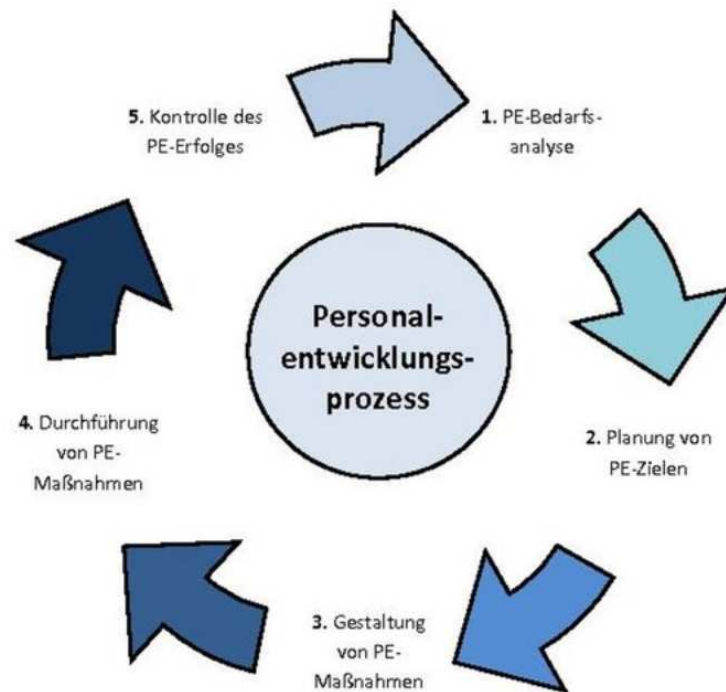 5. Kontrolle des
PE-Erfolges
1. PE-Bedarfs-
analyse
Personal-
entwicklungs-
prozess
4. Durchführung
von PE-
Maßnahmen
2. Planung von
PE-Zielen
3. Gestaltung
von PE-
Maßnahmen